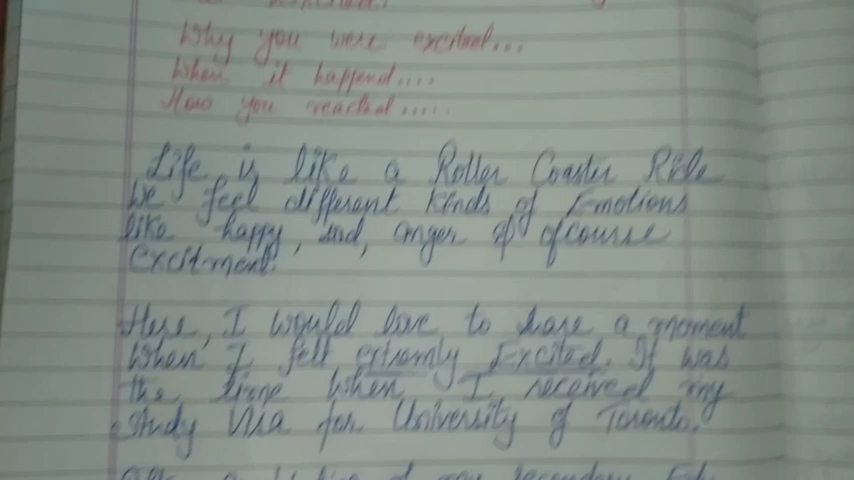 Why you were excited...
When it happend....
How you reacted.....
Life is like a Roller Coaster Ride
We feel different kinds of Emotions
like happy, sad, anger of ofcourse
excitment.
Here, I would love to share a moment
When I felt extremly Excited. It was
the time when I received my
study Visa for University of Toronto.
secondary